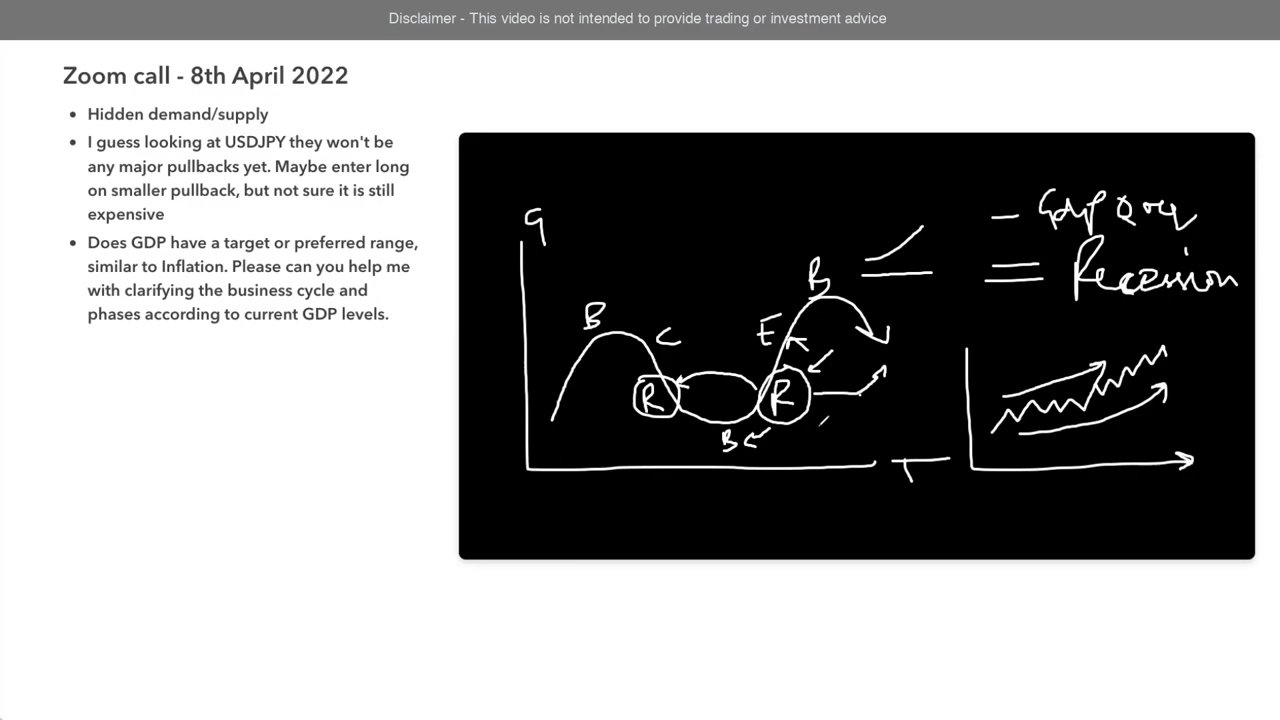 Disclaimer - This video is not intended to provide trading or investment advice
Zoom call - 8th April 2022
• Hidden demand/supply
• I guess looking at USDJPY they won't be
any major pullbacks yet. Maybe enter long
on smaller pullback, but not sure it is still
expensive
• Does GDP have a target or preferred range,
similar to Inflation. Please can you help me
with clarifying the business cycle and
phases according to current GDP levels.
G
B
C
R
B
E
R
B
T
- GDP QoQ
= Recession